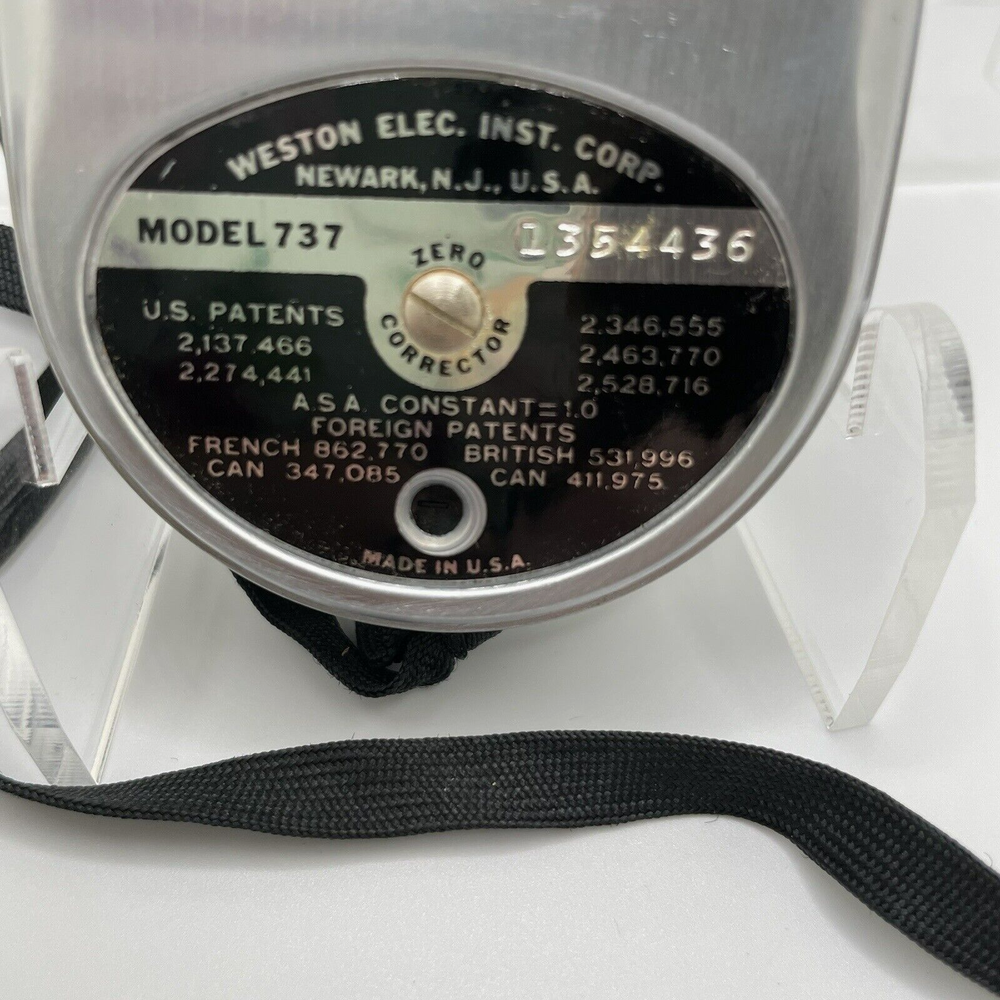 WESTON ELEC. INST. CORP.
NEWARK, N.J., U.S.A.
MODEL 737
1354436
ZERO
CORRECTOR
U.S. PATENTS
2,137,466
2,274,441
2,346,555
2,463,770
2,528,716
A.S.A. CONSTANT=1.0
FOREIGN PATENTS
FRENCH 862,770 BRITISH 531,996
CAN 347,085 CAN 411,975
MADE IN U.S.A.